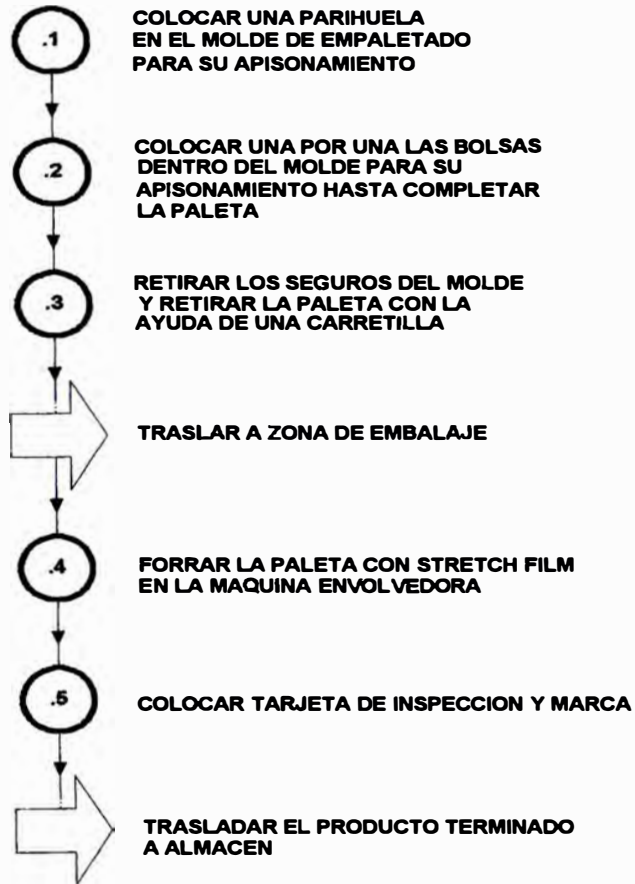 .1
COLOCAR UNA PARIHUELA
EN EL MOLDE DE EMPALETADO
PARA SU APISONAMIENTO
.2
COLOCAR UNA POR UNA LAS BOLSAS
DENTRO DEL MOLDE PARA SU
APISONAMIENTO HASTA COMPLETAR
LA PALETA
.3
RETIRAR LOS SEGUROS DEL MOLDE
Y RETIRAR LA PALETA CON LA
AYUDA DE UNA CARRETILLA
TRASLAR A ZONA DE EMBALAJE
.4
FORRAR LA PALETA CON STRETCH FILM
EN LA MAQUINA ENVOLVEDORA
.5
COLOCAR TARJETA DE INSPECCION Y MARCA
TRASLADAR EL PRODUCTO TERMINADO
A ALMACEN